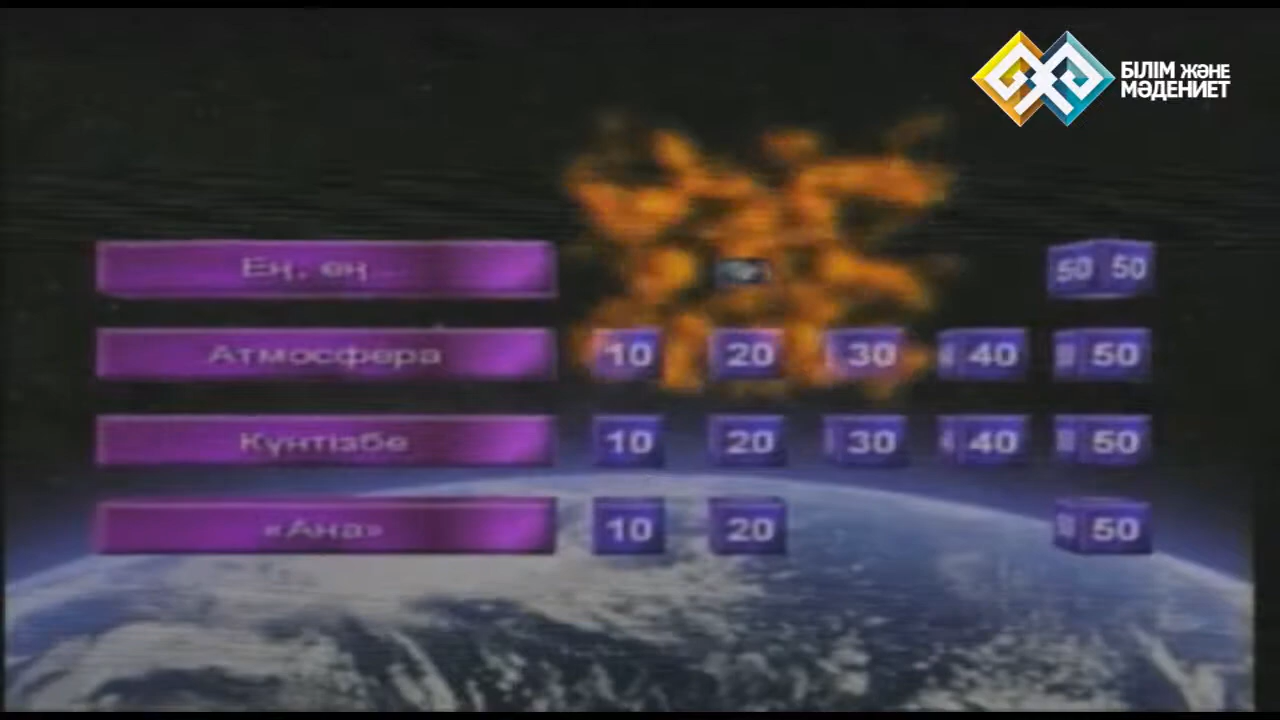 БІЛІМ ЖӘНЕ
МӘДЕНИЕТ
Ең, ең...
50 50
Атмосфера 10 20 30 40 50
Күнтізбе 10 20 30 40 50
«Ана» 10 20 50